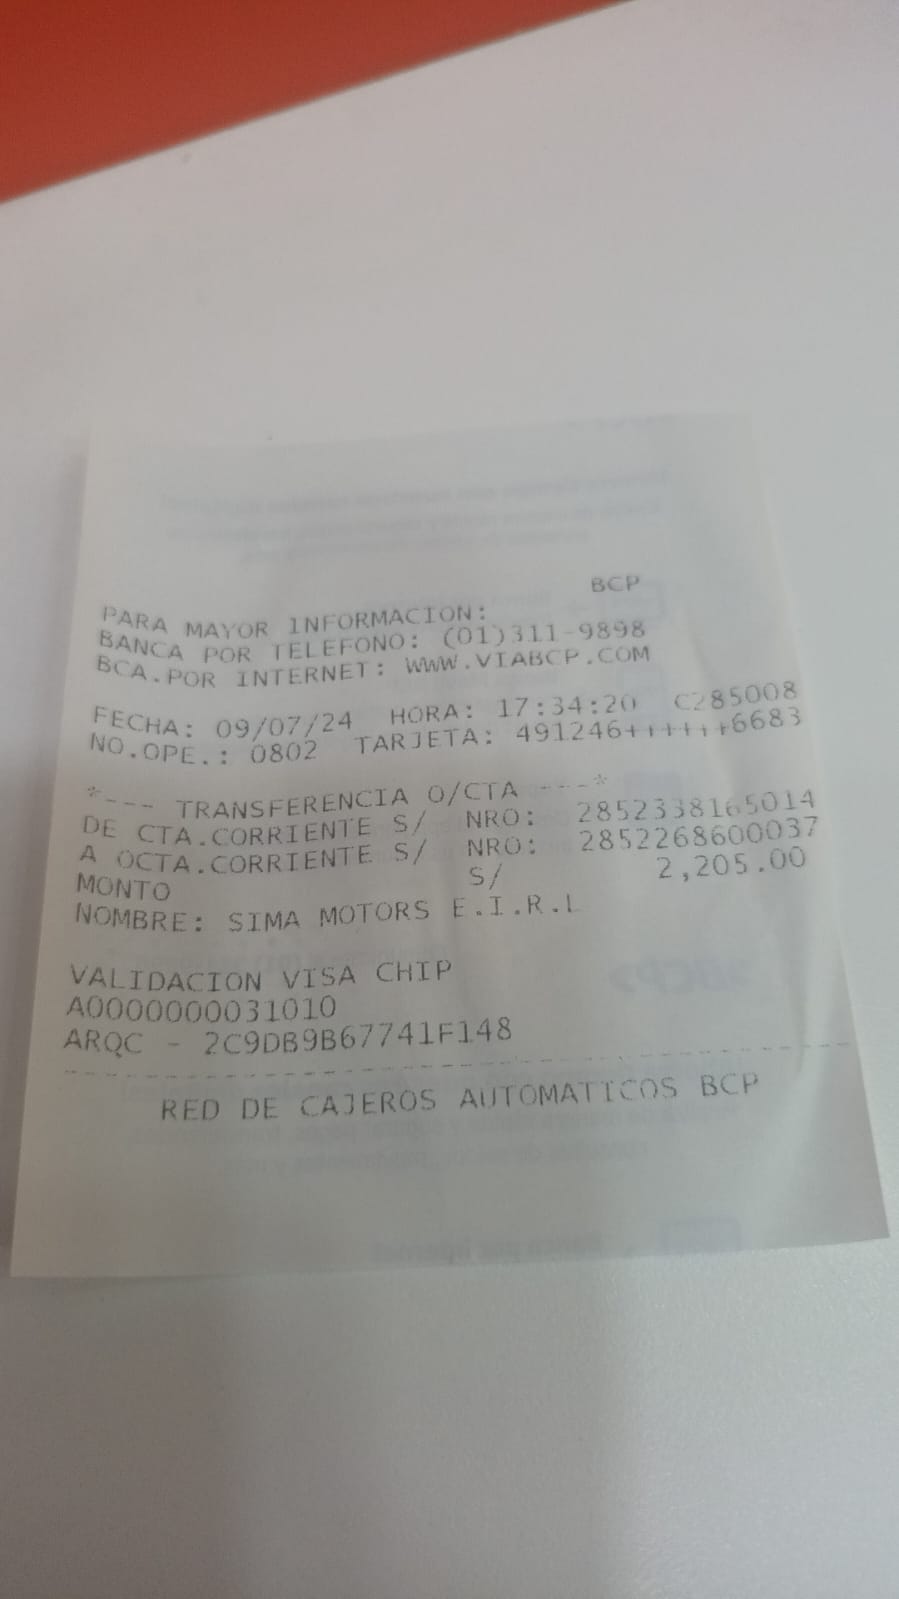 BCP
PARA MAYOR INFORMACION:
BANCA POR TELEFONO: (01)311-9898
BCA.POR INTERNET: WWW.VIABCP.COM
FECHA: 09/07/24 HORA: 17:34:20 C285008
NO.OPE.: 0802 TARJETA: 491246++++++6683
*--- TRANSFERENCIA O/CTA ---*
DE CTA.CORRIENTE S/ NRO: 2852338165014
A OCTA.CORRIENTE S/ NRO: 2852268600037
MONTO S/ 2,205.00
NOMBRE: SIMA MOTORS E.I.R.L
VALIDACION VISA CHIP
A0000000031010
ARQC - 2C9DB9B67741F148
RED DE CAJEROS AUTOMATICOS BCP